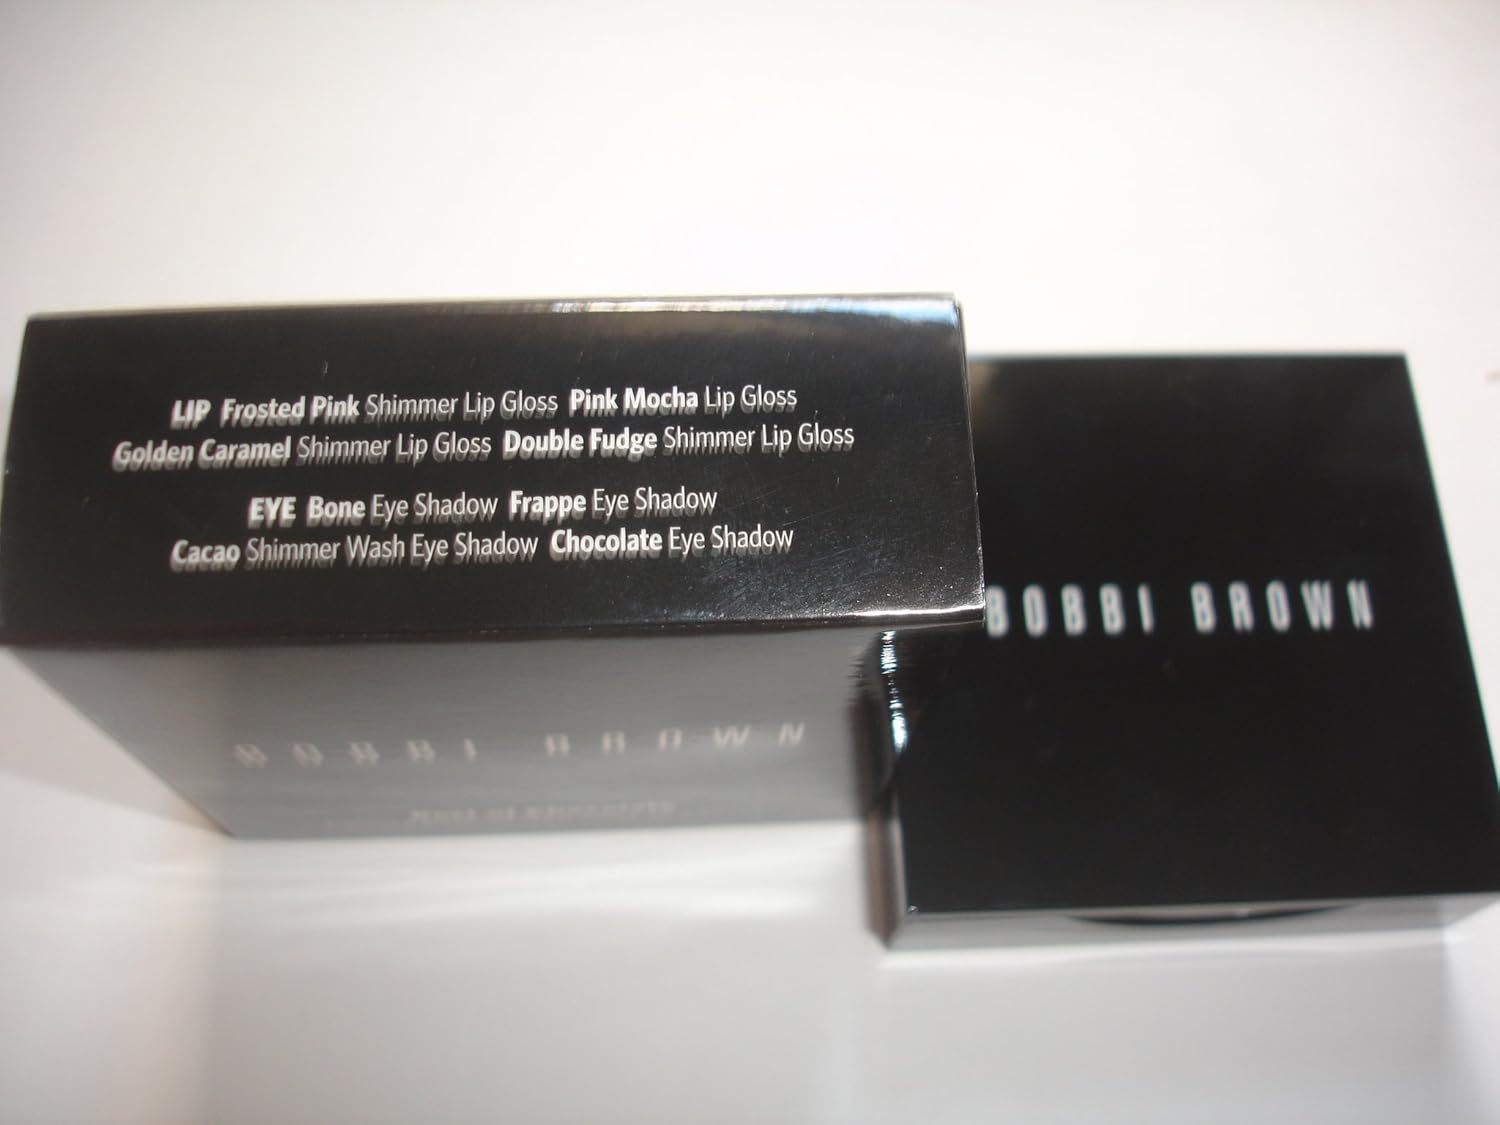 LIP Frosted Pink Shimmer Lip Gloss Pink Mocha Lip Gloss
Golden Caramel Shimmer Lip Gloss Double Fudge Shimmer Lip Gloss
EYE Bone Eye Shadow Frappe Eye Shadow
Cacao Shimmer Wash Eye Shadow Chocolate Eye Shadow
BOBBI BROWN
BOBBI BROWN